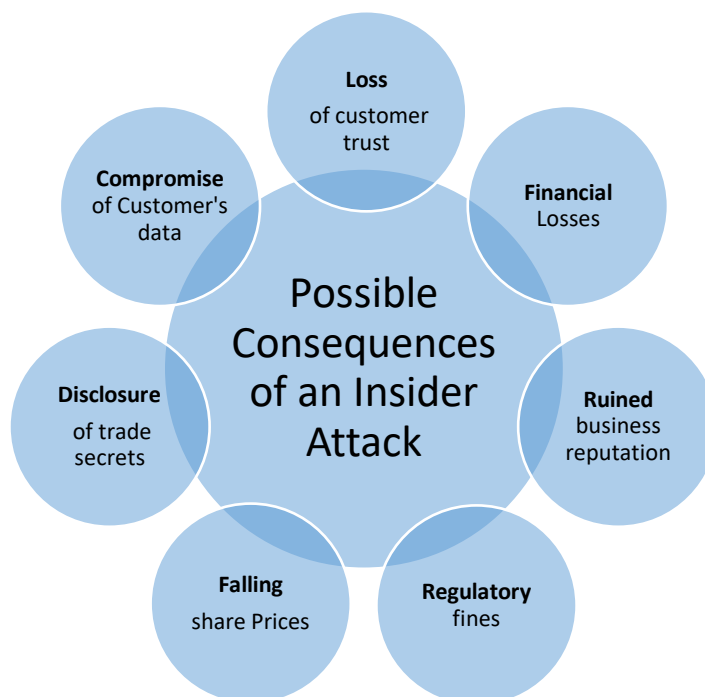 Loss
of customer
trust
Compromise
of Customer's
data
Financial
Losses
Possible
Consequences
of an Insider
Attack
Disclosure
of trade
secrets
Ruined
business
reputation
Falling
share Prices
Regulatory
fines